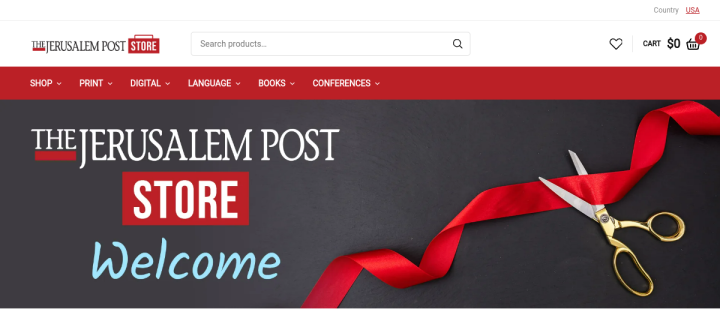 Country USA
THE JERUSALEM POST STORE
Search products...
CART $0 0
SHOP PRINT DIGITAL LANGUAGE BOOKS CONFERENCES
THE JERUSALEM POST
STORE
Welcome